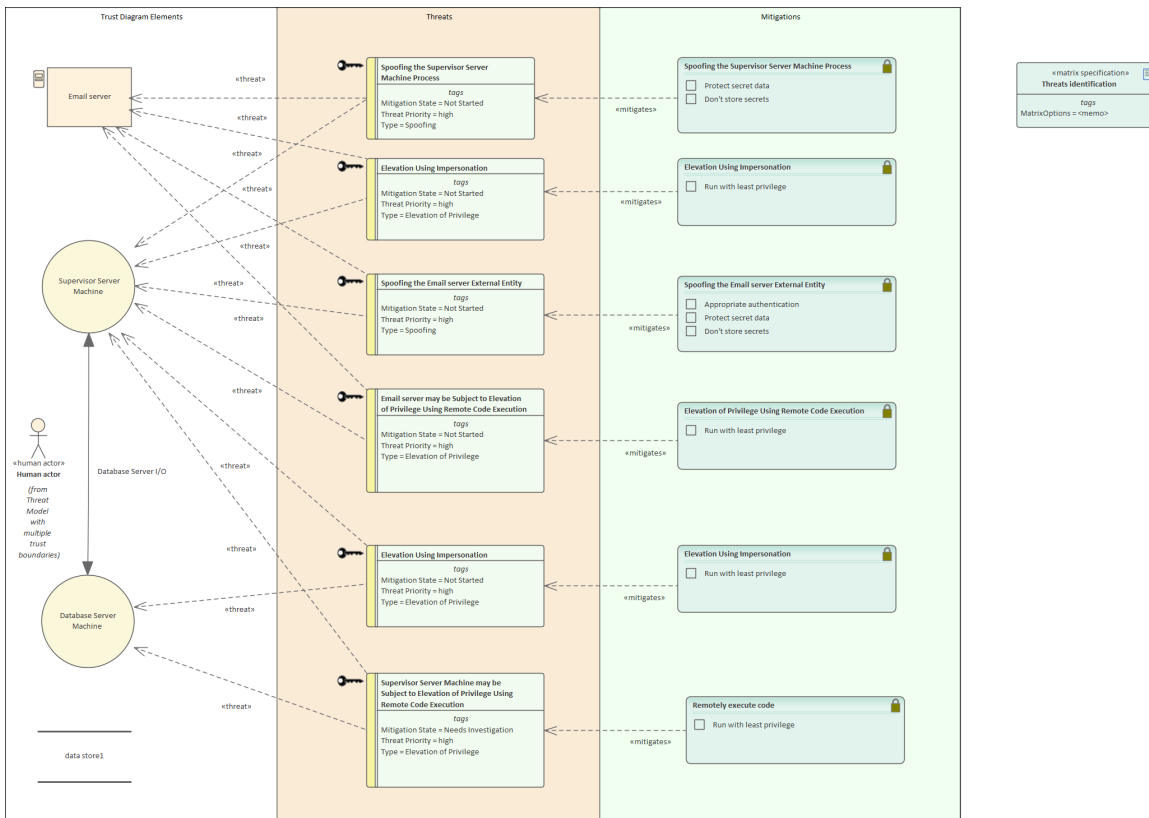 Trust Diagram Elements
Threats
Mitigations
Email server
«threat»
«threat»
«threat»
«threat»
«threat»
«threat»
«threat»
«threat»
«threat»
«threat»
«threat»
«threat»
Supervisor Server
Machine
«human actor»
Human actor
(from
Threat
Model
with
multiple
trust
boundaries)
Database Server I/O
Database Server
Machine
data store1
Spoofing the Supervisor Server
Machine Process
tags
Mitigation State = Not Started
Threat Priority = high
Type = Spoofing
Elevation Using Impersonation
tags
Mitigation State = Not Started
Threat Priority = high
Type = Elevation of Privilege
Spoofing the Email server External Entity
tags
Mitigation State = Not Started
Threat Priority = high
Type = Spoofing
Email server may be Subject to Elevation
of Privilege Using Remote Code Execution
tags
Mitigation State = Not Started
Threat Priority = high
Type = Elevation of Privilege
Elevation Using Impersonation
tags
Mitigation State = Not Started
Threat Priority = high
Type = Elevation of Privilege
Supervisor Server Machine may be
Subject to Elevation of Privilege Using
Remote Code Execution
tags
Mitigation State = Needs Investigation
Threat Priority = high
Type = Elevation of Privilege
«mitigates»
«mitigates»
«mitigates»
«mitigates»
«mitigates»
«mitigates»
Spoofing the Supervisor Server Machine Process
Protect secret data
Don't store secrets
Elevation Using Impersonation
Run with least privilege
Spoofing the Email server External Entity
Appropriate authentication
Protect secret data
Don't store secrets
Elevation of Privilege Using Remote Code Execution
Run with least privilege
Elevation Using Impersonation
Run with least privilege
Remotely execute code
Run with least privilege
«matrix specification»
Threats identification
tags
MatrixOptions = <memo>